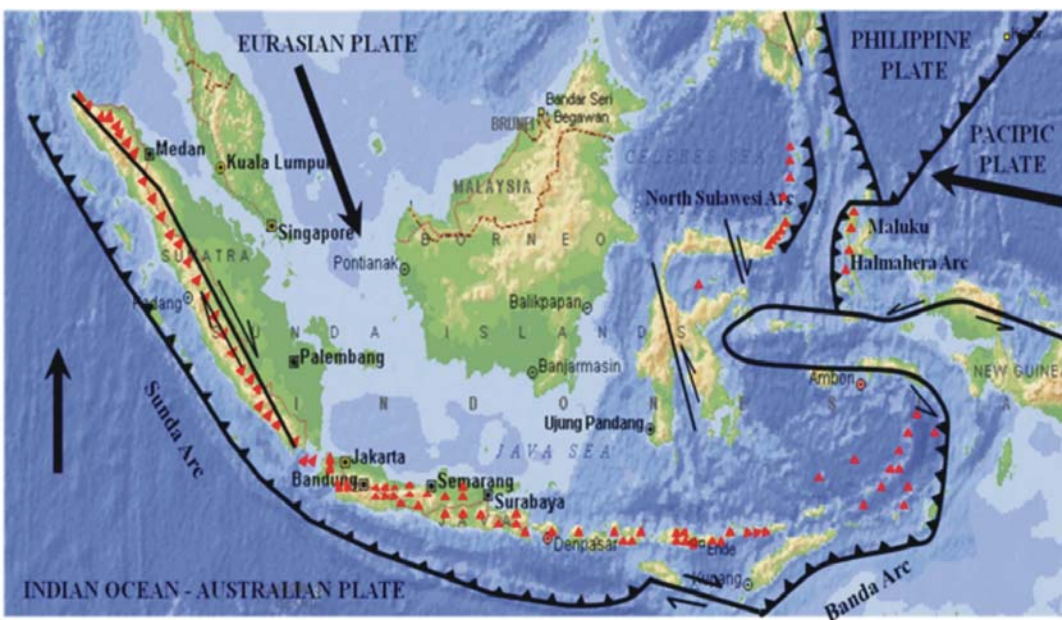 EURASIAN PLATE
PHILIPPINE
PLATE
PACIFIC
PLATE
Bandar Seri
Begawan
BRUNEI
CELEBES SEA
Medan
Kuala Lumpur
MALAYSIA
North Sulawesi Arc
Singapore
BORNEO
Maluku
SUMATRA
Pontianak
Halmahera Arc
Padang
Balikpapan
SUNDA ISLANDS
Palembang
Banjarmasin
Ambon
NEW GUINEA
INDONESIA
Sunda Arc
Ujung Pandang
JAVA SEA
Jakarta
Bandung
Semarang
Surabaya
Denpasar
Ende
Kupang
INDIAN OCEAN - AUSTRALIAN PLATE
Banda Arc